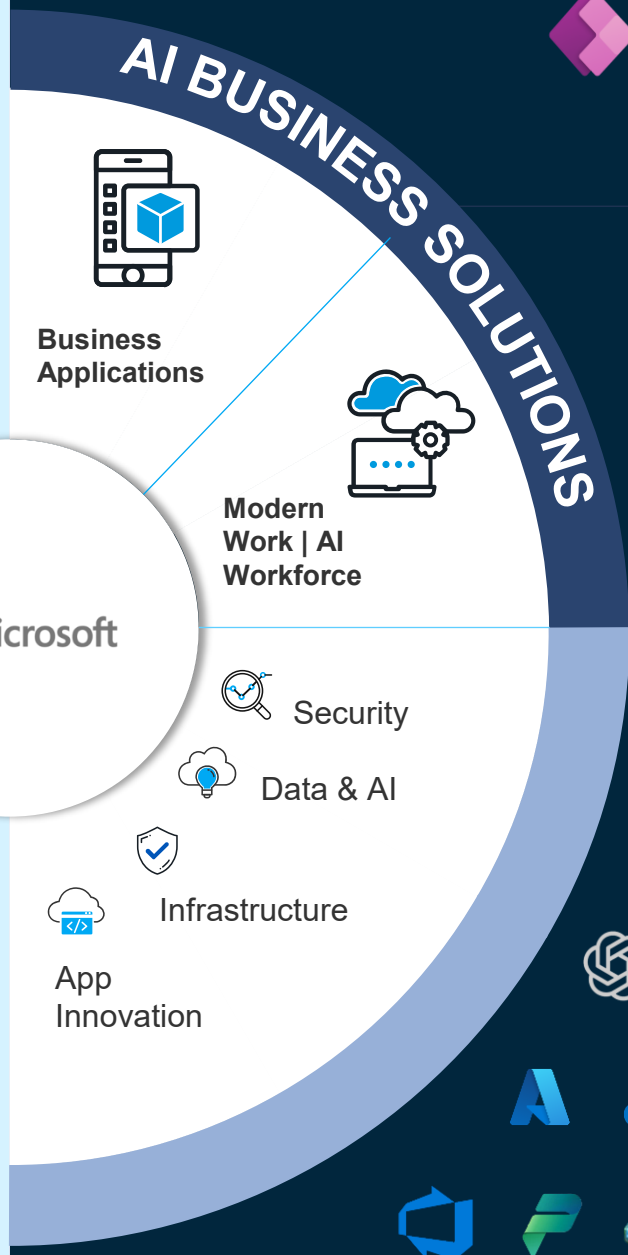 AI BUSINESS SOLUTIONS
Business
Applications
Modern
Work | AI
Workforce
icrosoft
Security
Data & AI
Infrastructure
App
Innovation